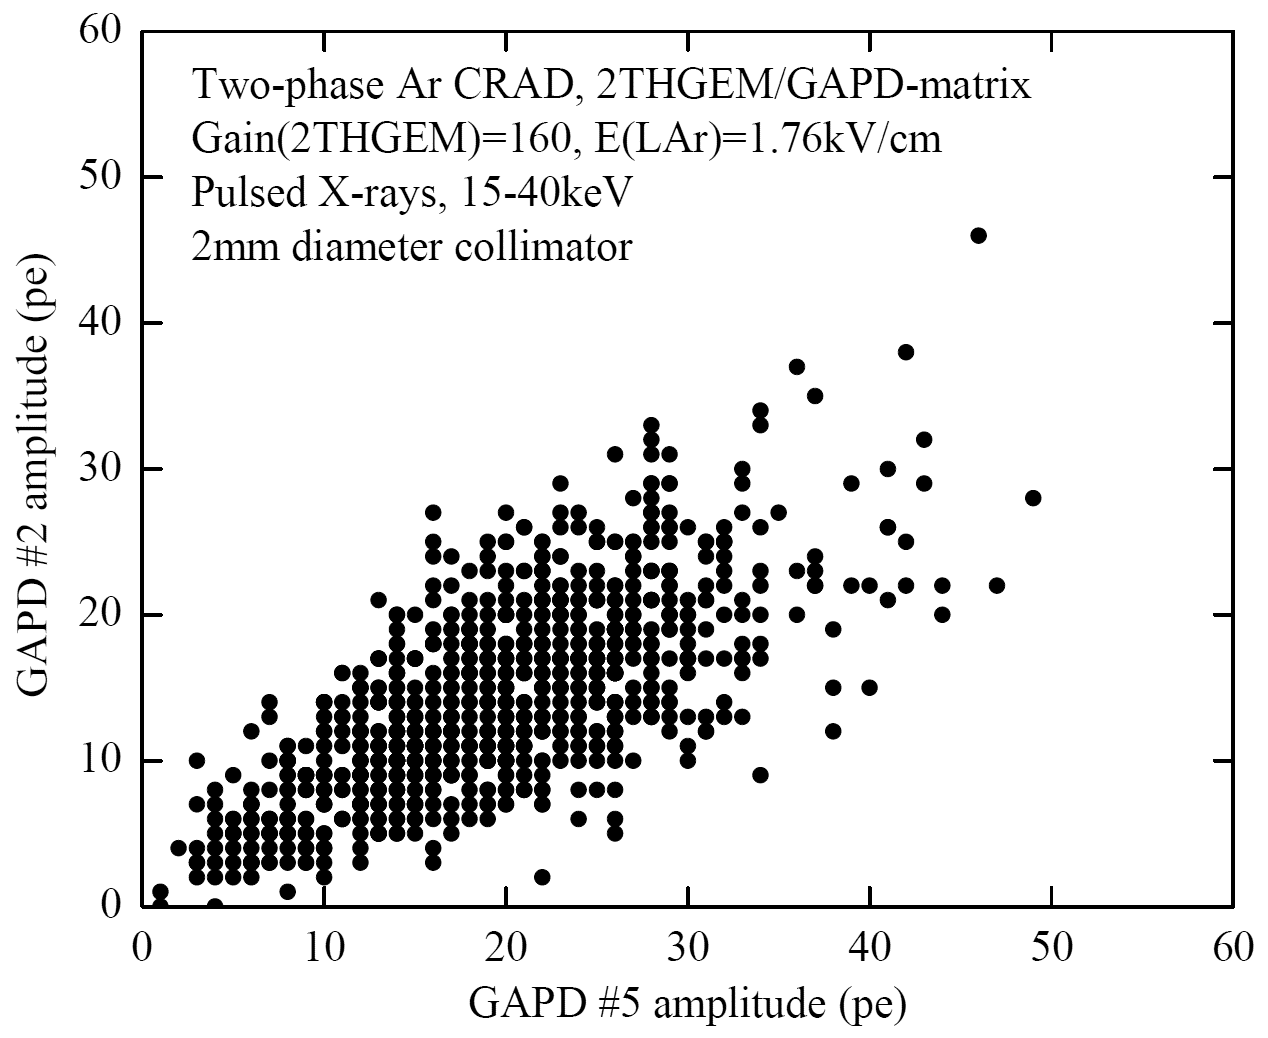 60
Two-phase Ar CRAD, 2THGEM/GAPD-matrix
Gain(2THGEM)=160, E(LAr)=1.76kV/cm
50
Pulsed X-rays, 15-40keV
2mm diameter collimator
40
30
20
10
0
GAPD #2 amplitude (pe)
0 10 20 30 40 50 60
GAPD #5 amplitude (pe)